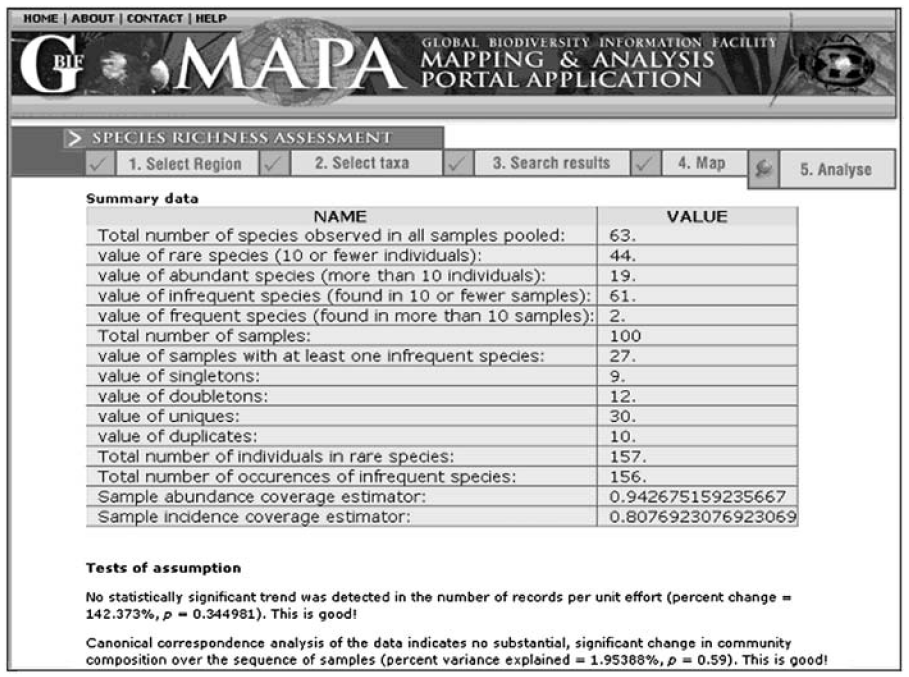 HOME | ABOUT | CONTACT | HELP
GBIF MAPA GLOBAL BIODIVERSITY INFORMATION FACILITY
MAPPING & ANALYSIS
PORTAL APPLICATION
> SPECIES RICHNESS ASSESSMENT
1. Select Region 2. Select taxa 3. Search results 4. Map 5. Analyse
Summary data
NAME VALUE
Total number of species observed in all samples pooled: 63.
value of rare species (10 or fewer individuals): 44.
value of abundant species (more than 10 individuals): 19.
value of infrequent species (found in 10 or fewer samples): 61.
value of frequent species (found in more than 10 samples): 2.
Total number of samples: 100
value of samples with at least one infrequent species: 27.
value of singletons: 9.
value of doubletons: 12.
value of uniques: 30.
value of duplicates: 10.
Total number of individuals in rare species: 157.
Total number of occurences of infrequent species: 156.
Sample abundance coverage estimator: 0.942675159235667
Sample incidence coverage estimator: 0.8076923076923069
Tests of assumption
No statistically significant trend was detected in the number of records per unit effort (percent change =
142.373%, p = 0.344981). This is good!
Canonical correspondence analysis of the data indicates no substantial, significant change in community
composition over the sequence of samples (percent variance explained = 1.95388%, p = 0.59). This is good!